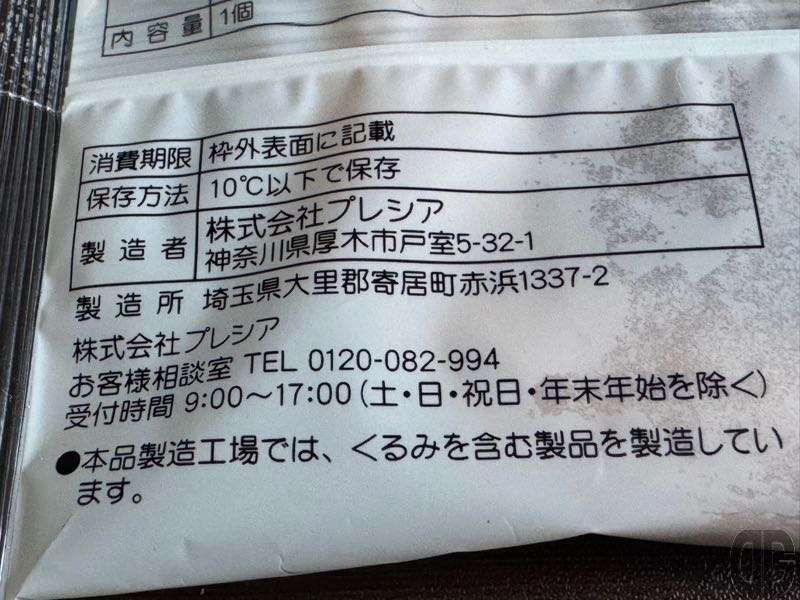 内容量 1個
消費期限 枠外表面に記載
保存方法 10℃以下で保存
製造者 株式会社プレシア
神奈川県厚木市戸室5-32-1
製造所 埼玉県大里郡寄居町赤浜1337-2
株式会社プレシア
お客様相談室 TEL 0120-082-994
受付時間 9:00～17:00(土・日・祝日・年末年始を除く)
●本品製造工場では、くるみを含む製品を製造してい
ます。